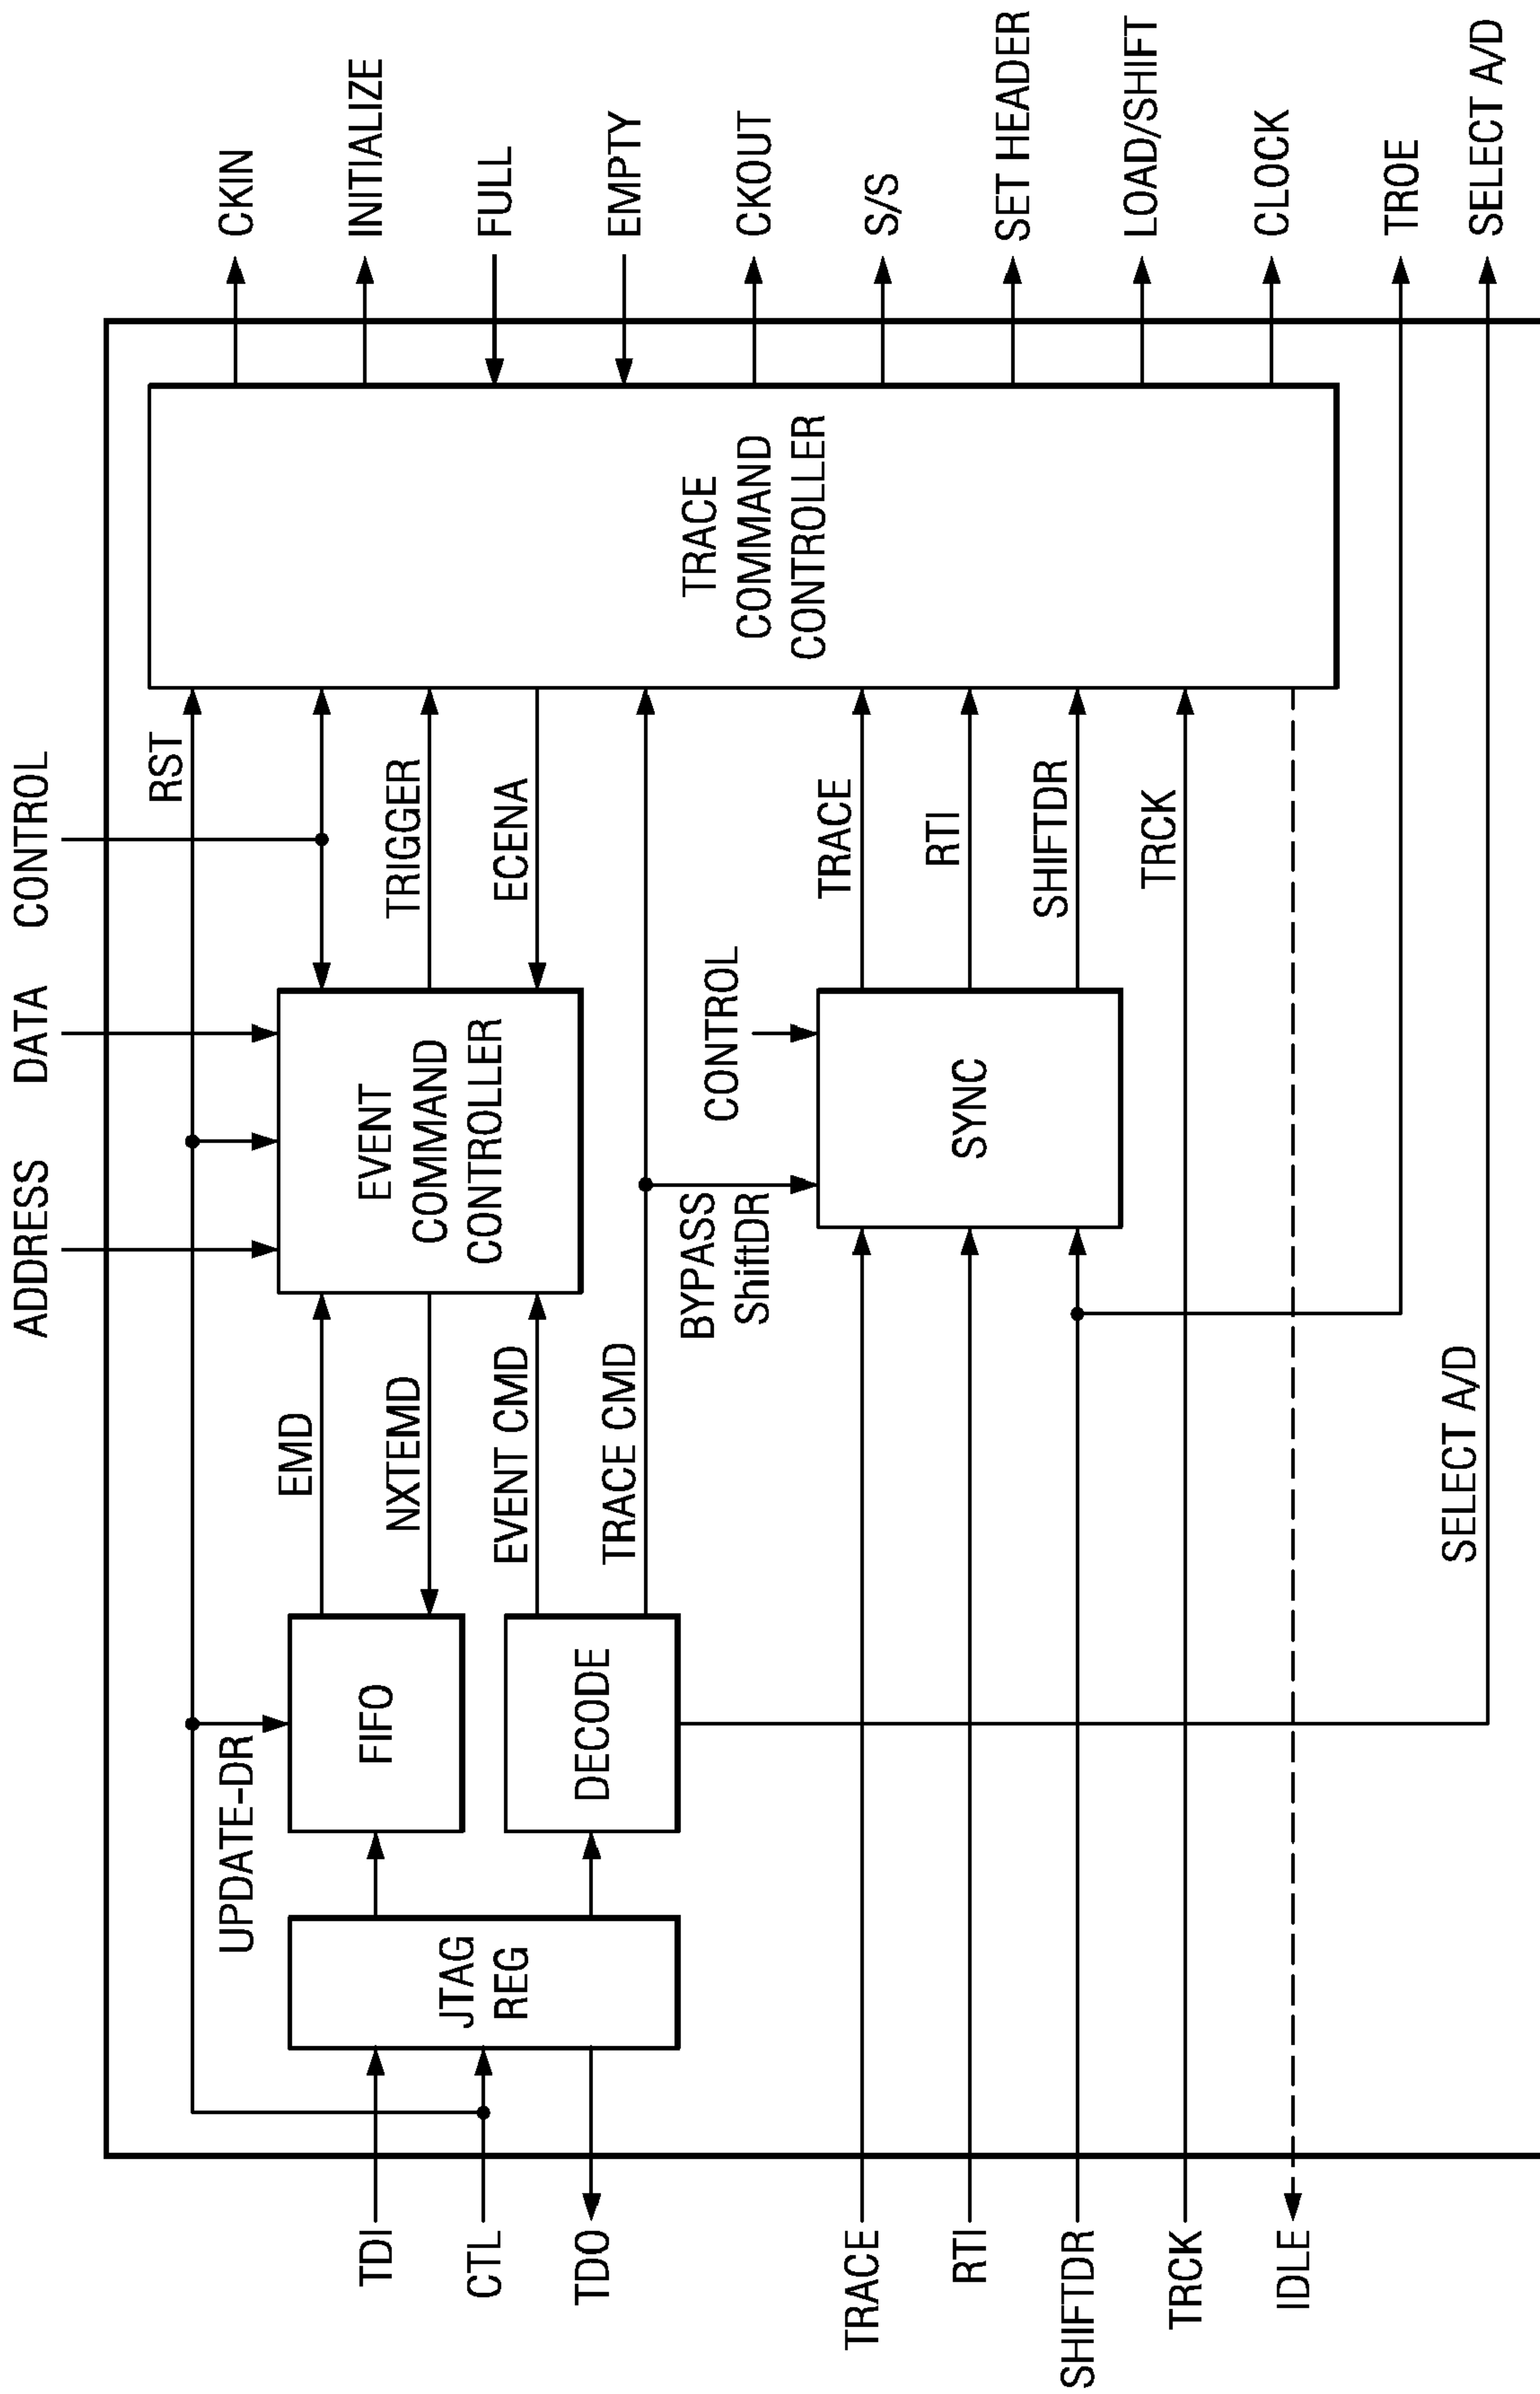 ADDRESS
DATA
CONTROL
RST
CKIN
UPDATE-DR
EMD
INITIALIZE
TDI
FIFO
EVENT
COMMAND
CONTROLLER
NXTEMD
TRIGGER
FULL
CTL
JTAG
REG
EVENT CMD
ECENA
TDO
DECODE
TRACE CMD
EMPTY
BYPASS
ShiftDR
CONTROL
TRACE
COMMAND
CONTROLLER
CKOUT
TRACE
TRACE
S/S
RTI
SYNC
RTI
SET HEADER
SHIFTDR
SHIFTDR
LOAD/SHIFT
TRCK
TRCK
IDLE
CLOCK
TROE
SELECT A/D
SELECT A/D